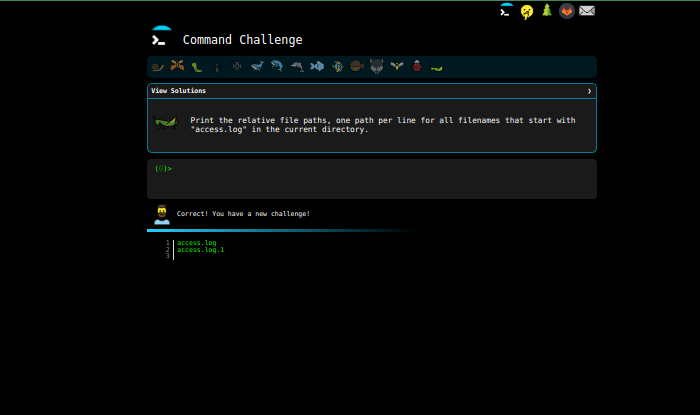 Command Challenge
View Solutions
Print the relative file paths, one path per line for all filenames that start with
"access.log" in the current directory.
(0)>
Correct! You have a new challenge!
1 access.log
2 access.log.1
3